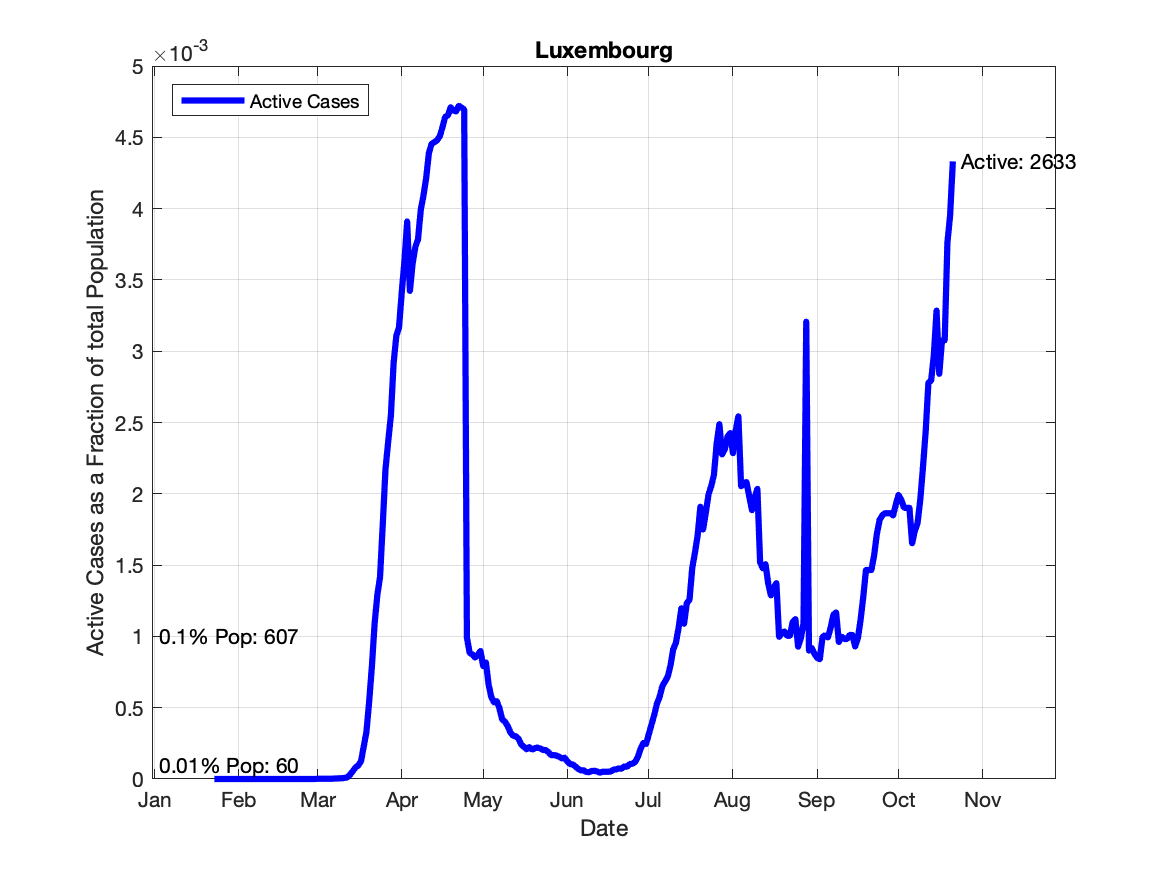 Luxembourg
×10-3
Active Cases
5
4.5
4
3.5
3
2.5
2
1.5
1
0.5
0
Active Cases as a Fraction of total Population
Active: 2633
0.1% Pop: 607
0.01% Pop: 60
Jan Feb Mar Apr May Jun Jul Aug Sep Oct Nov
Date